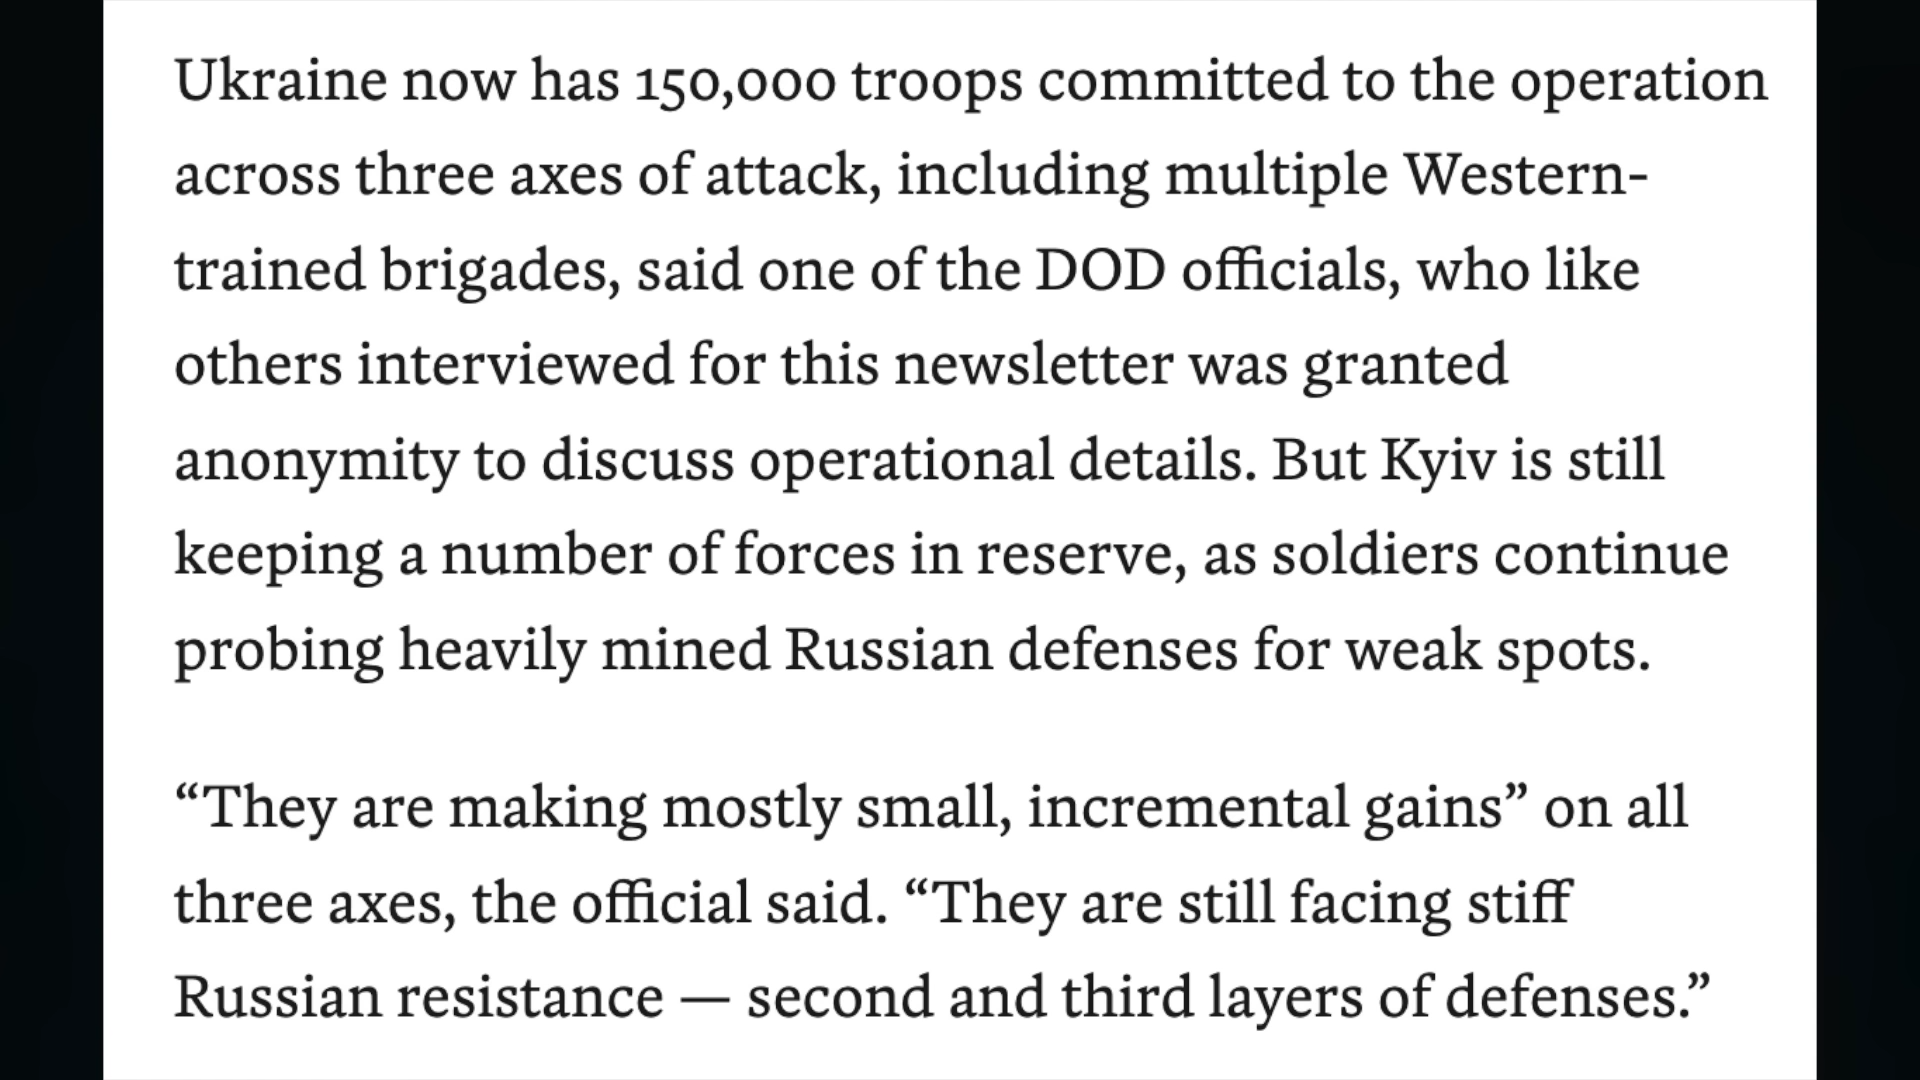 Ukraine now has 150,000 troops committed to the operation
across three axes of attack, including multiple Western-
trained brigades, said one of the DOD officials, who like
others interviewed for this newsletter was granted
anonymity to discuss operational details. But Kyiv is still
keeping a number of forces in reserve, as soldiers continue
probing heavily mined Russian defenses for weak spots.
“They are making mostly small, incremental gains” on all
three axes, the official said. “They are still facing stiff
Russian resistance — second and third layers of defenses.”